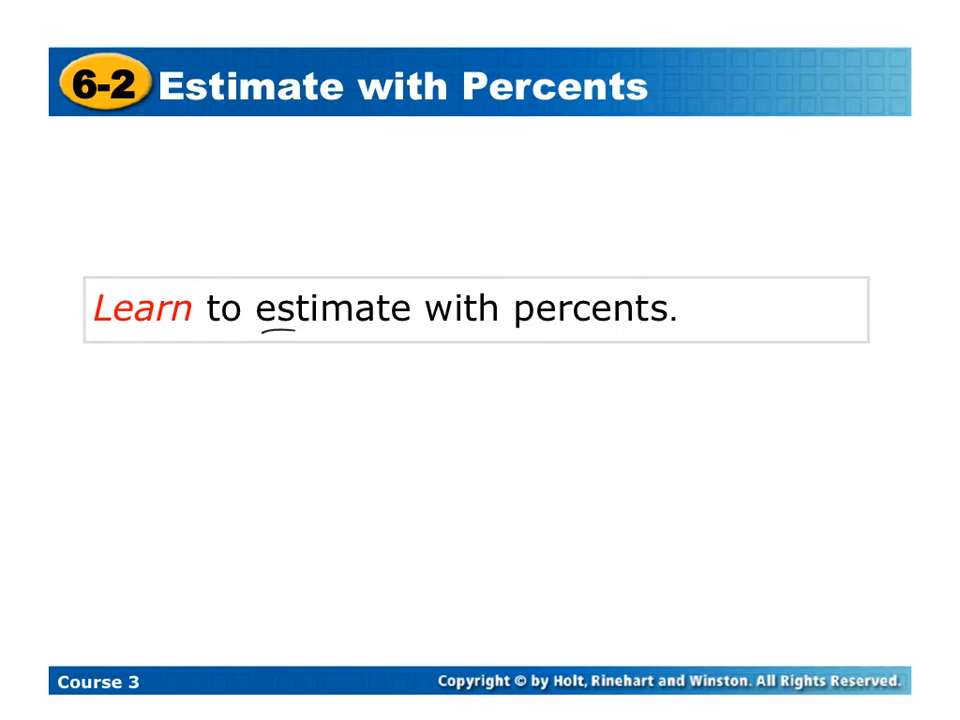 6-2 Estimate with Percents
Learn to estimate with percents.
Course 3
Copyright © by Holt, Rinehart and Winston. All Rights Reserved.